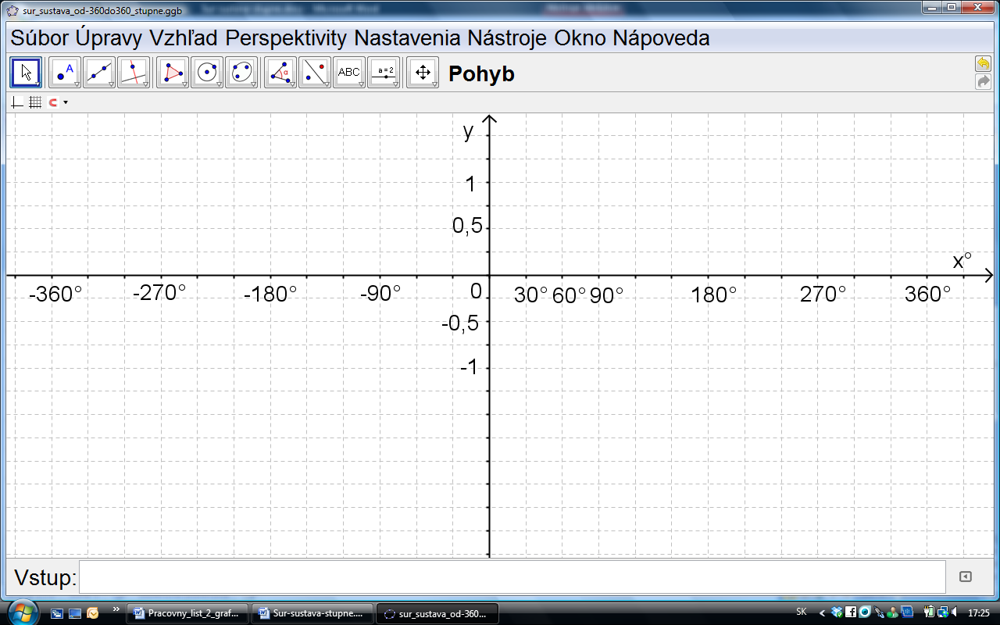 sur_sustava_od-360do360_stupne.ggb
Súbor Úpravy Vzhľad Perspektivity Nastavenia Nástroje Okno Nápoveda
A α ABC a=2 Pohyb
y
1
0,5
x°
-360° -270° -180° -90° 0 30° 60° 90° 180° 270° 360°
-0,5
-1
Vstup:
» Pracovny_list_2_graf... Sur-sustava-stupne.... sur_sustava_od-360... SK < 17:25